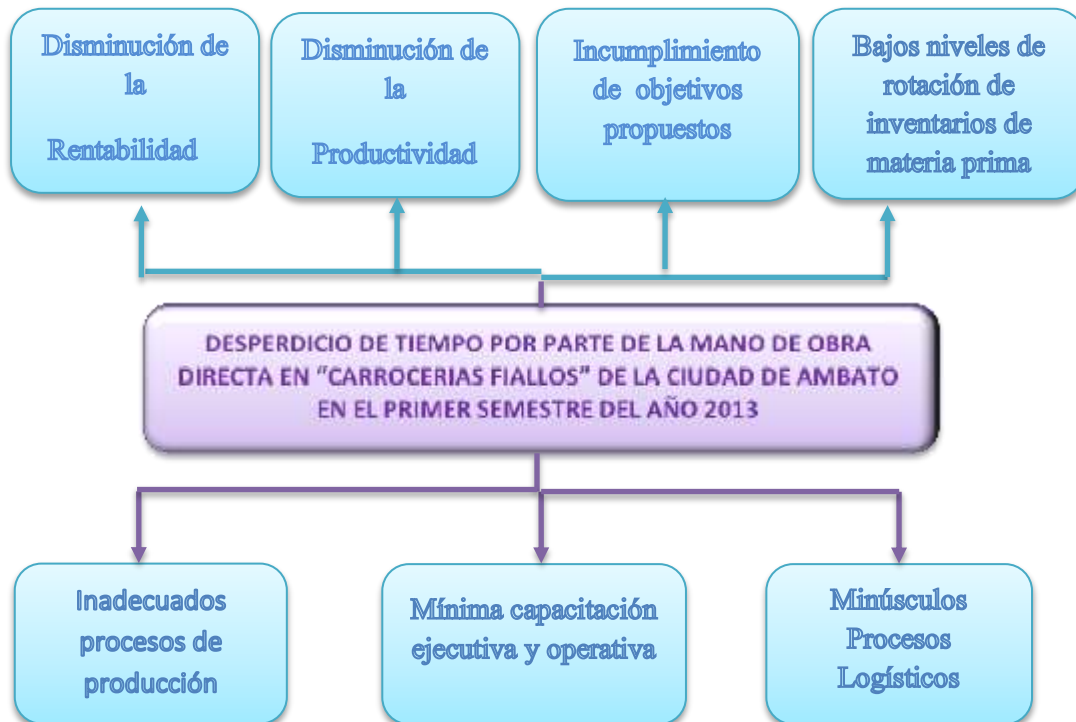 Disminución de
la
Rentabilidad
Disminución de
la
Productividad
Incumplimiento
de objetivos
propuestos
Bajos niveles de
rotación de
inventarios de
materia prima
DESPERDICIO DE TIEMPO POR PARTE DE LA MANO DE OBRA
DIRECTA EN "CARROCERIAS FIALLOS" DE LA CIUDAD DE AMBATO
EN EL PRIMER SEMESTRE DEL AÑO 2013
Inadecuados
procesos de
producción
Mínima capacitación
ejecutiva y operativa
Minúsculos
Procesos
Logísticos